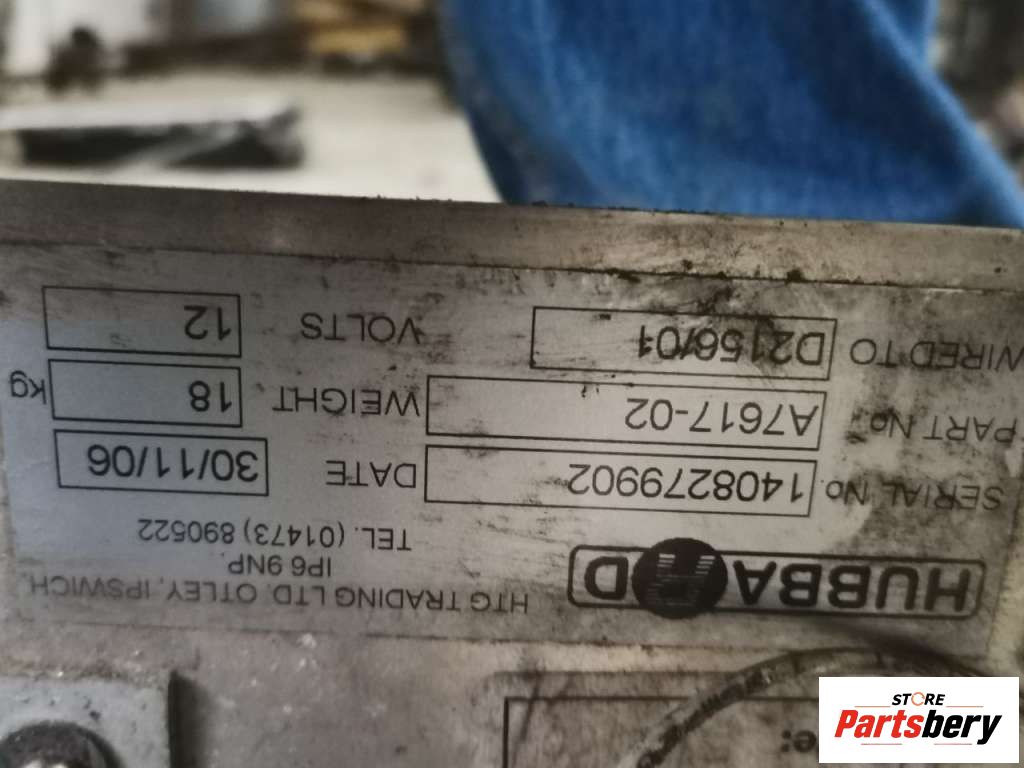 HUBBARD
HTG TRADING LTD. OTLEY, IPSWICH.
IP6 9NP.
TEL. (01473) 890522
SERIAL No. 1408279902 DATE 30/11/06
PART No. A7617-02 WEIGHT 18 kg
WIRED TO D2156/01 VOLTS 12
STORE
Partsbery